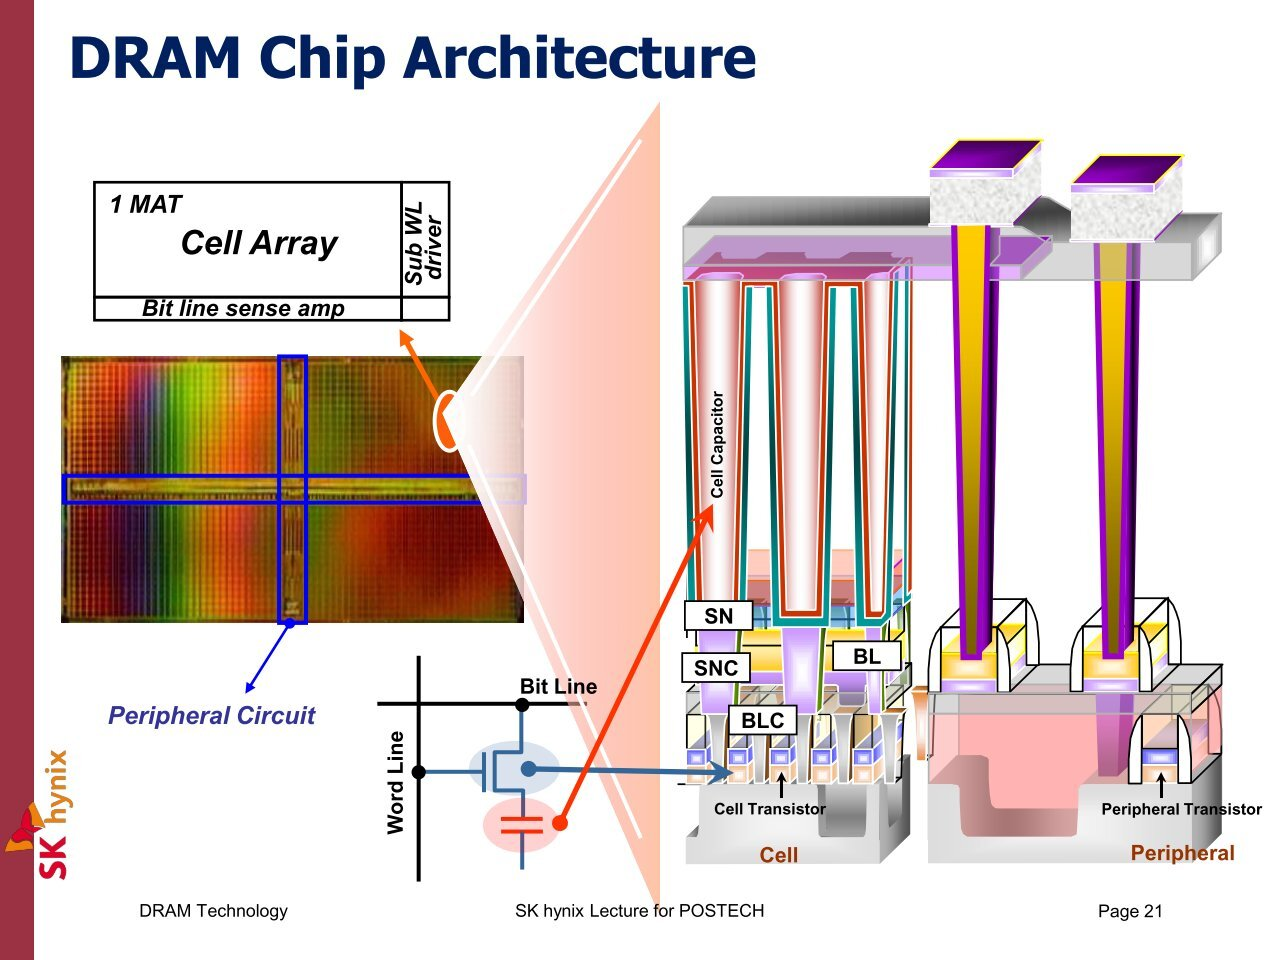 DRAM Chip Architecture
1 MAT
Cell Array
Sub WL
driver
Bit line sense amp
Peripheral Circuit
Bit Line
Word Line
Cell Capacitor
SN
SNC
BL
BLC
Cell Transistor
Peripheral Transistor
Cell
Peripheral
SK hynix
DRAM Technology
SK hynix Lecture for POSTECH
Page 21